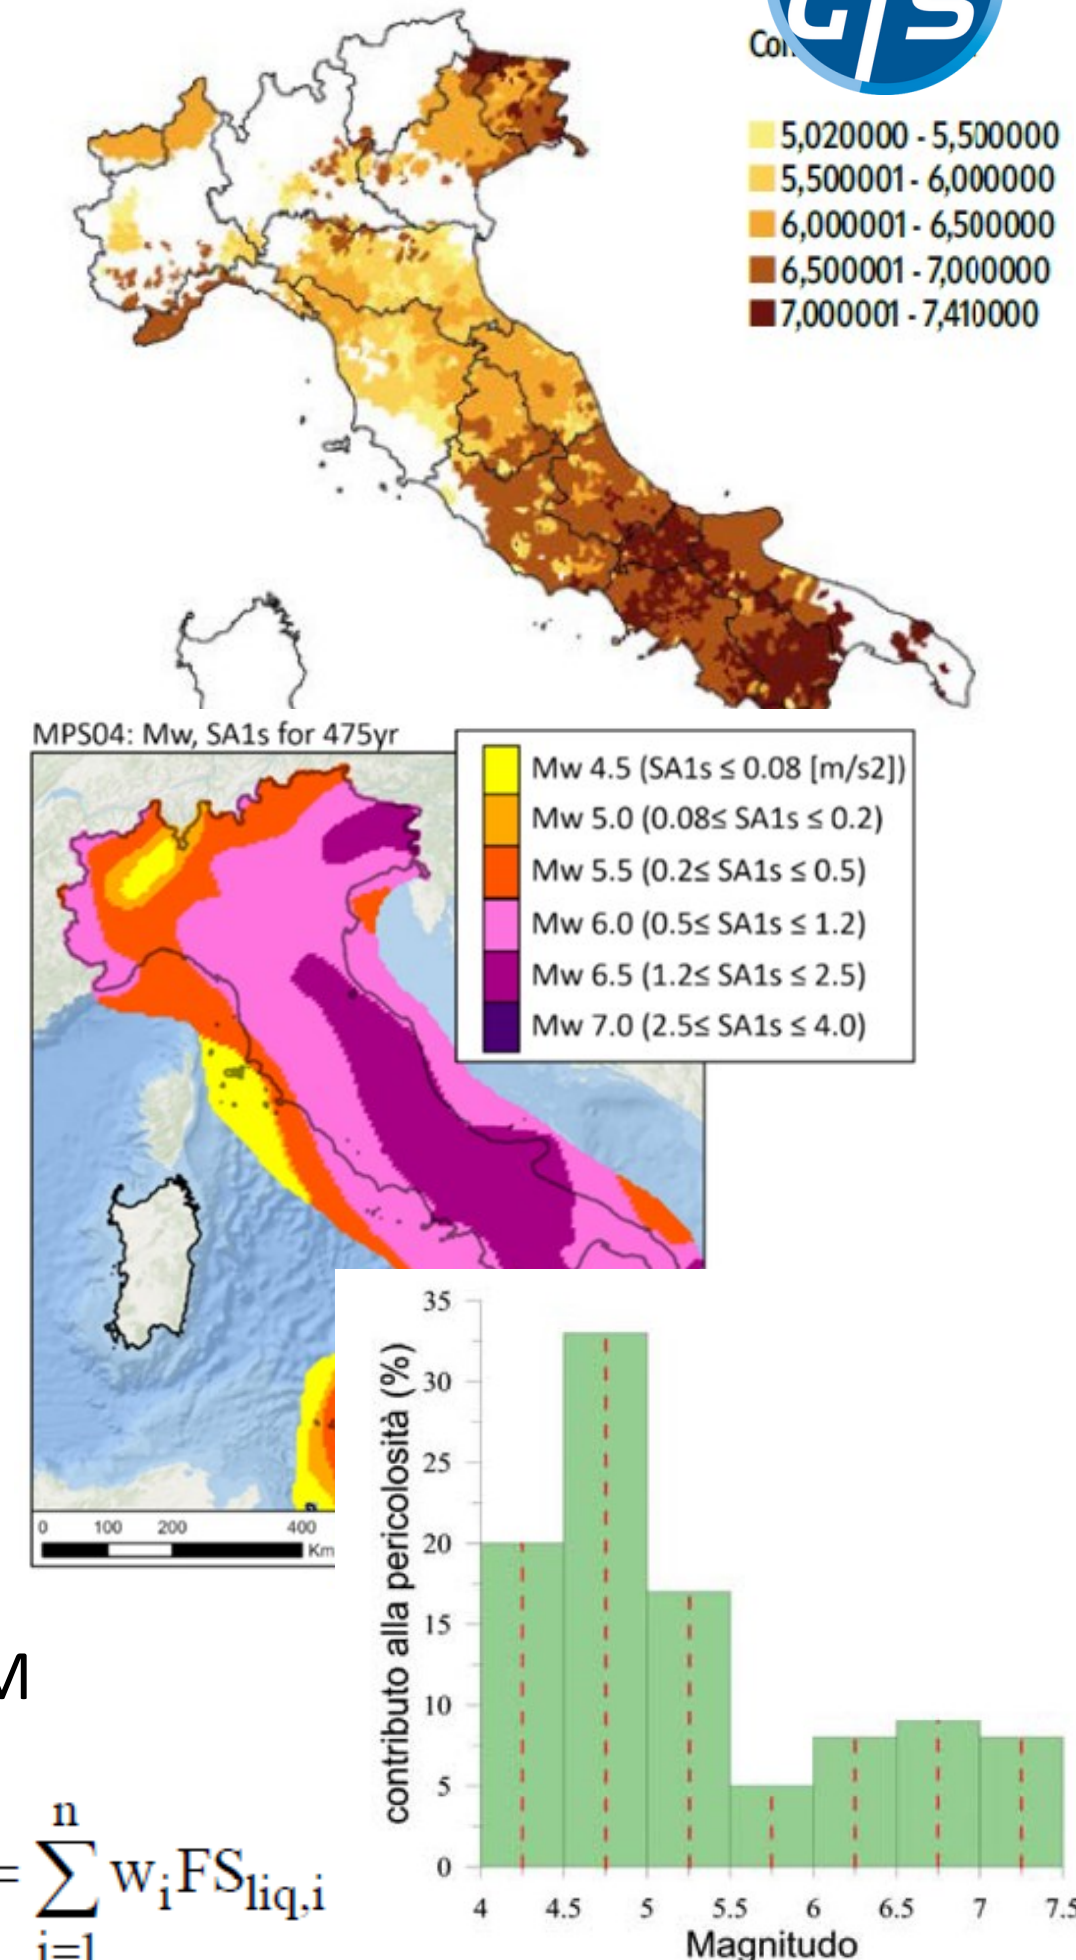 GTS
5,020000 - 5,500000
5,500001 - 6,000000
6,000001 - 6,500000
6,500001 - 7,000000
7,000001 - 7,410000
MPS04: Mw, SA1s for 475yr
Mw 4.5 (SA1s ≤ 0.08 [m/s2])
Mw 5.0 (0.08≤ SA1s ≤ 0.2)
Mw 5.5 (0.2≤ SA1s ≤ 0.5)
Mw 6.0 (0.5≤ SA1s ≤ 1.2)
Mw 6.5 (1.2≤ SA1s ≤ 2.5)
Mw 7.0 (2.5≤ SA1s ≤ 4.0)
0 100 200 400
Km
contributo alla pericolosità (%)
35
30
25
20
15
10
5
0
4 4.5 5 5.5 6 6.5 7 7.5
Magnitudo
M
= n ∑ i=1 wiFSliq,i